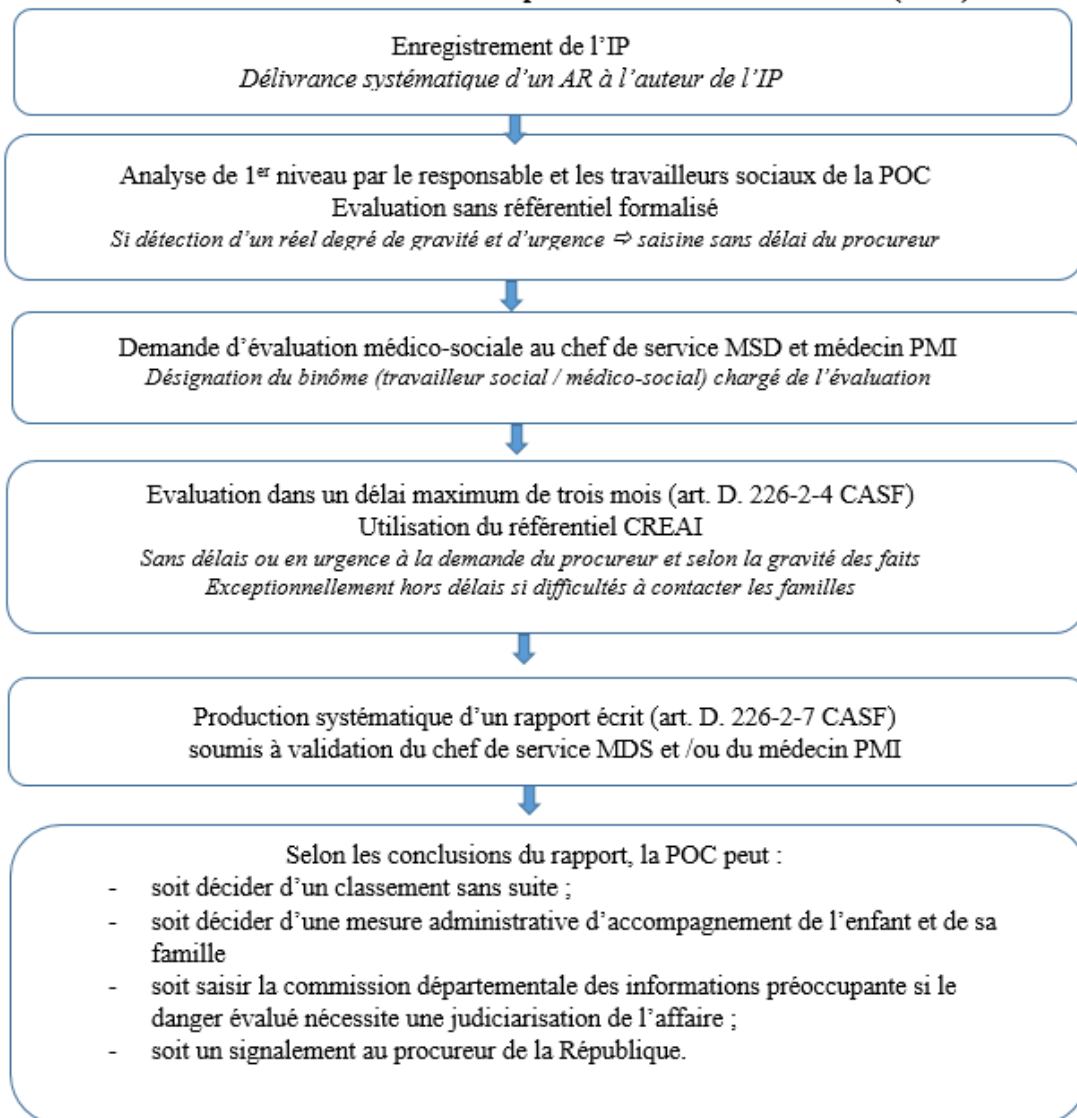 Enregistrement de l’IP
Délivrance systématique d’un AR à l’auteur de l’IP
Analyse de 1er niveau par le responsable et les travailleurs sociaux de la POC
Evaluation sans référentiel formalisé
Si détection d’un réel degré de gravité et d’urgence ⇨ saisine sans délai du procureur
Demande d’évaluation médico-sociale au chef de service MSD et médecin PMI
Désignation du binôme (travailleur social / médico-social) chargé de l’évaluation
Evaluation dans un délai maximum de trois mois (art. D. 226-2-4 CASF)
Utilisation du référentiel CREAI
Sans délais ou en urgence à la demande du procureur et selon la gravité des faits
Exceptionnellement hors délais si difficultés à contacter les familles
Production systématique d’un rapport écrit (art. D. 226-2-7 CASF)
soumis à validation du chef de service MDS et /ou du médecin PMI
Selon les conclusions du rapport, la POC peut :
- soit décider d’un classement sans suite ;
- soit décider d’une mesure administrative d’accompagnement de l’enfant et de sa
famille
- soit saisir la commission départementale des informations préoccupante si le
danger évalué nécessite une judiciarisation de l’affaire ;
- soit un signalement au procureur de la République.